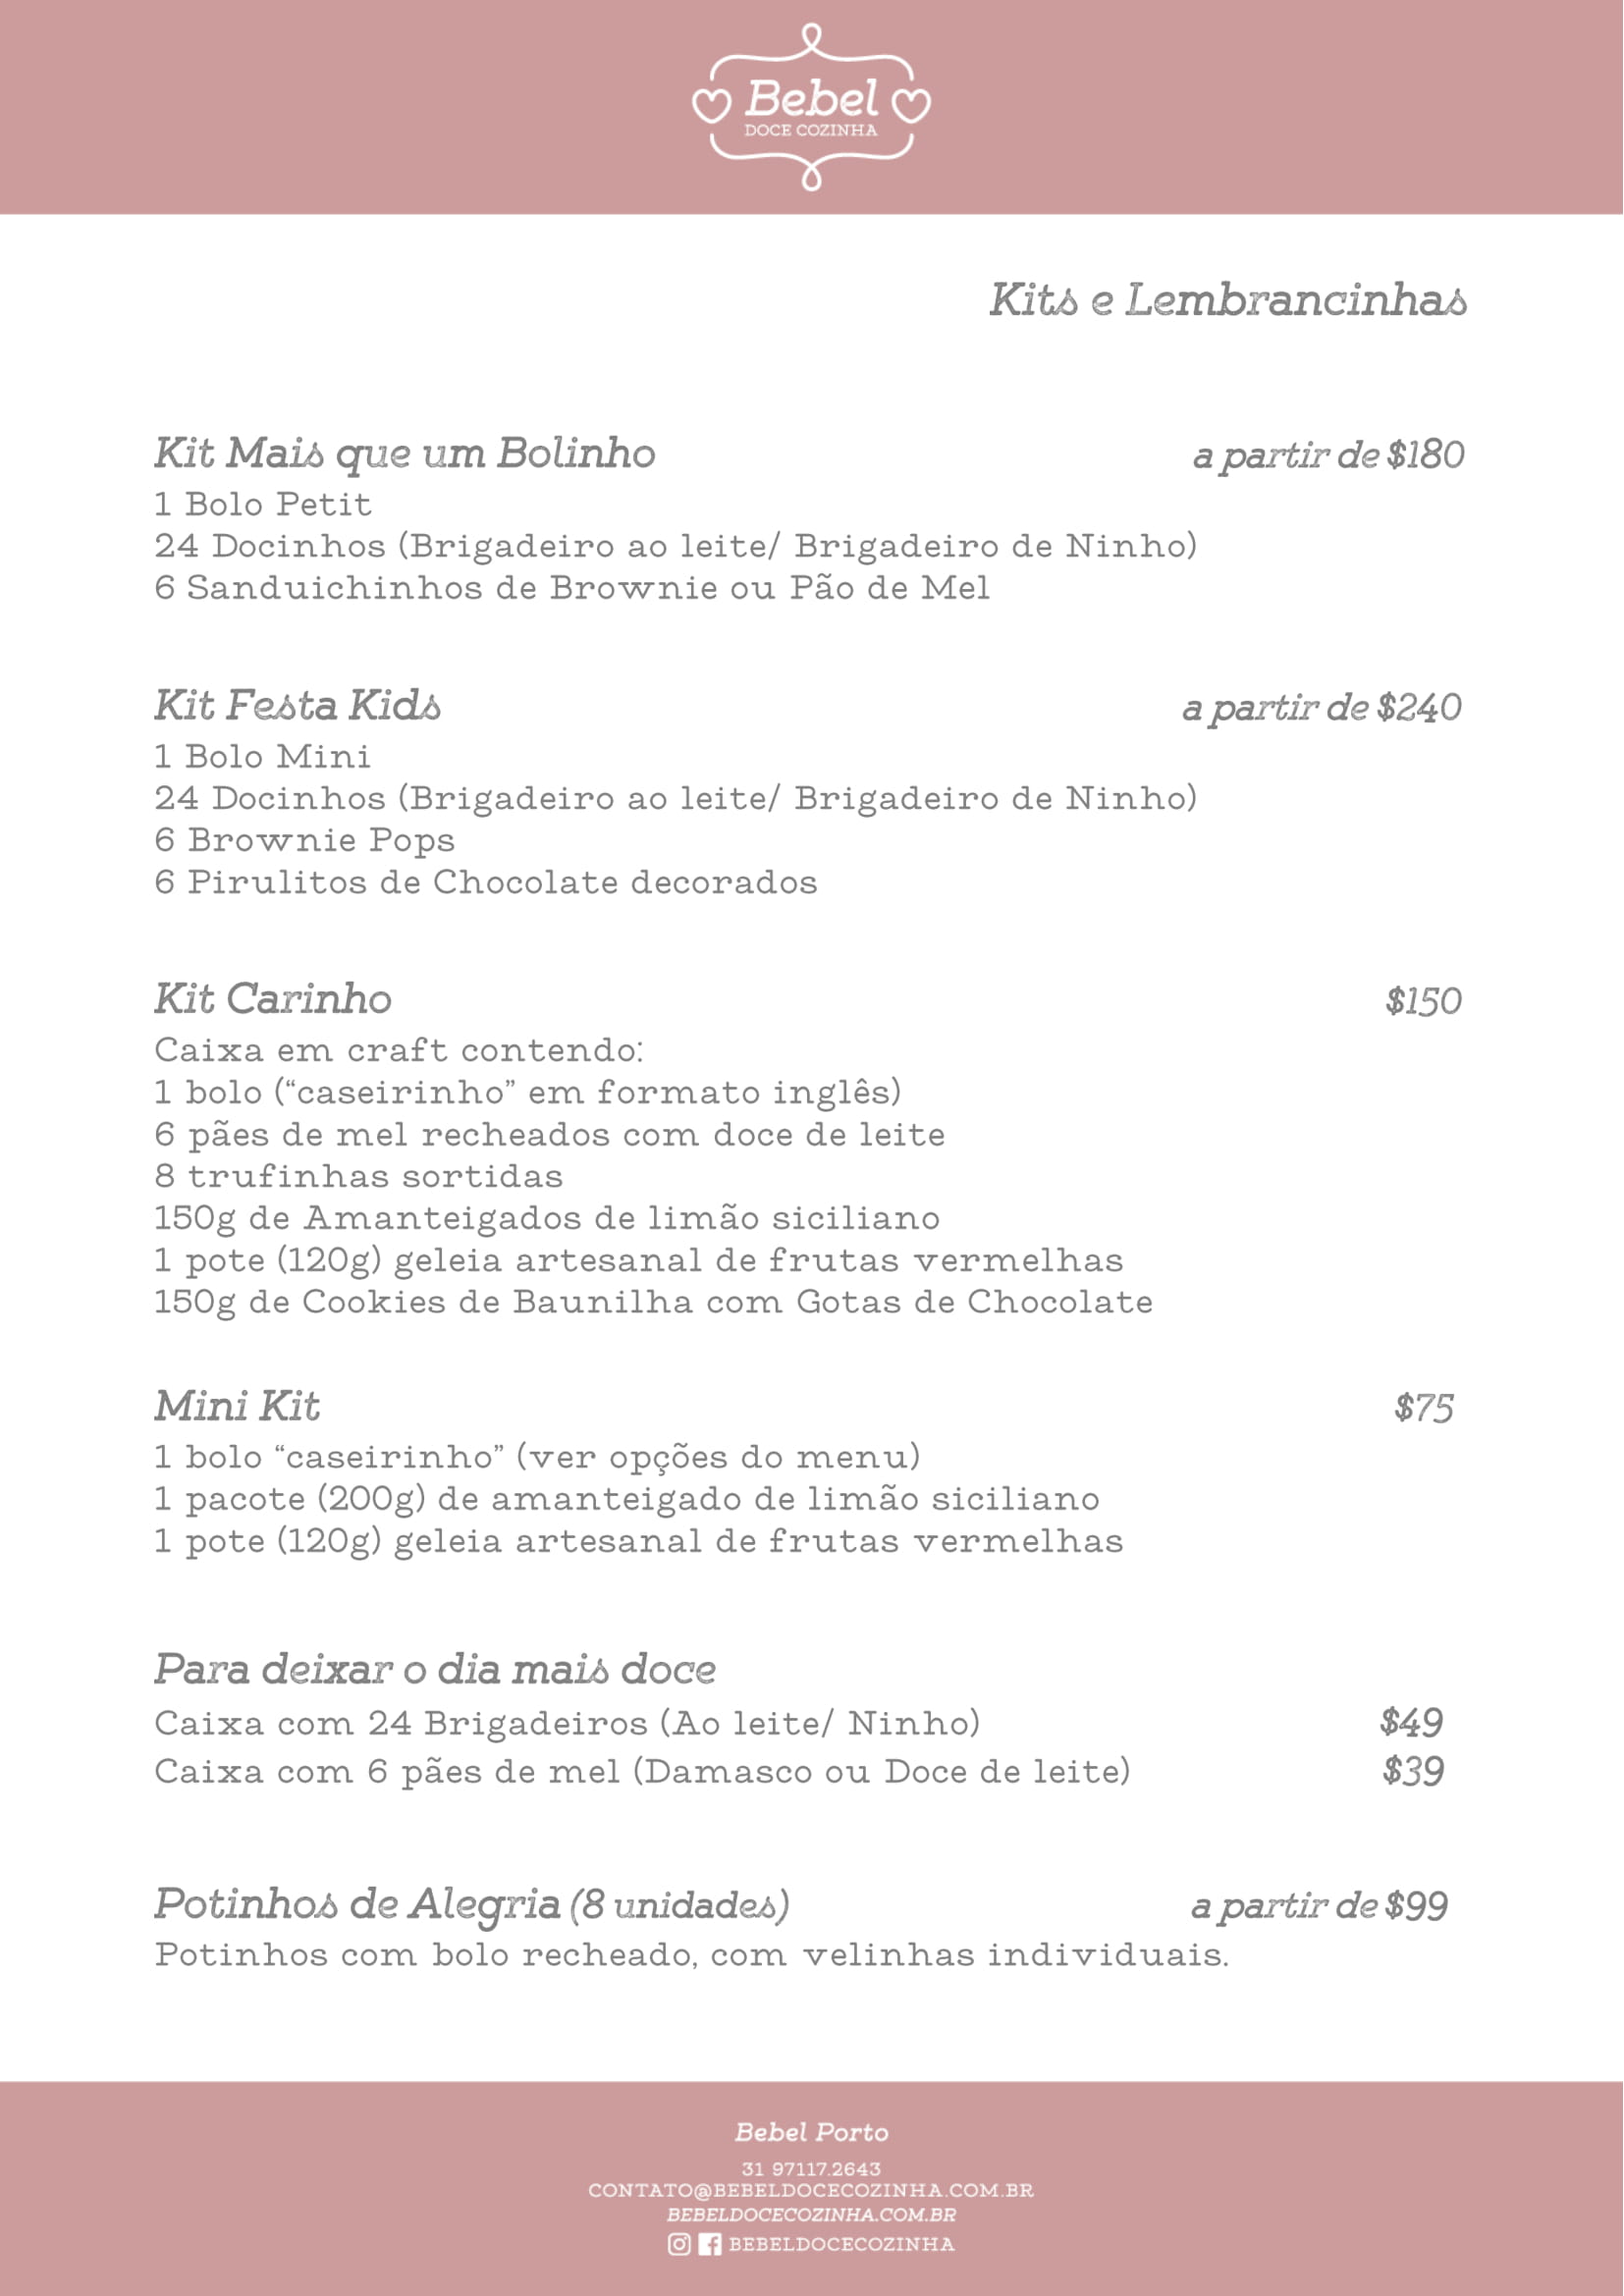 Bebel
DOCE COZINHA
Kits e Lembrancinhas
Kit Mais que um Bolinho a partir de $180
1 Bolo Petit
24 Docinhos (Brigadeiro ao leite/ Brigadeiro de Ninho)
6 Sanduichinhos de Brownie ou Pão de Mel
Kit Festa Kids a partir de $240
1 Bolo Mini
24 Docinhos (Brigadeiro ao leite/ Brigadeiro de Ninho)
6 Brownie Pops
6 Pirulitos de Chocolate decorados
Kit Carinho $150
Caixa em craft contendo:
1 bolo (“caseirinho” em formato inglês)
6 pães de mel recheados com doce de leite
8 trufinhas sortidas
150g de Amanteigados de limão siciliano
1 pote (120g) geleia artesanal de frutas vermelhas
150g de Cookies de Baunilha com Gotas de Chocolate
Mini Kit $75
1 bolo “caseirinho” (ver opções do menu)
1 pacote (200g) de amanteigado de limão siciliano
1 pote (120g) geleia artesanal de frutas vermelhas
Para deixar o dia mais doce
Caixa com 24 Brigadeiros (Ao leite/ Ninho) $49
Caixa com 6 pães de mel (Damasco ou Doce de leite) $39
Potinhos de Alegria (8 unidades) a partir de $99
Potinhos com bolo recheado, com velinhas individuais.
Bebel Porto
31 97117.2643
CONTATO@BEBELDOCECOZINHA.COM.BR
BEBELDOCECOZINHA.COM.BR
BEBELDOCECOZINHA